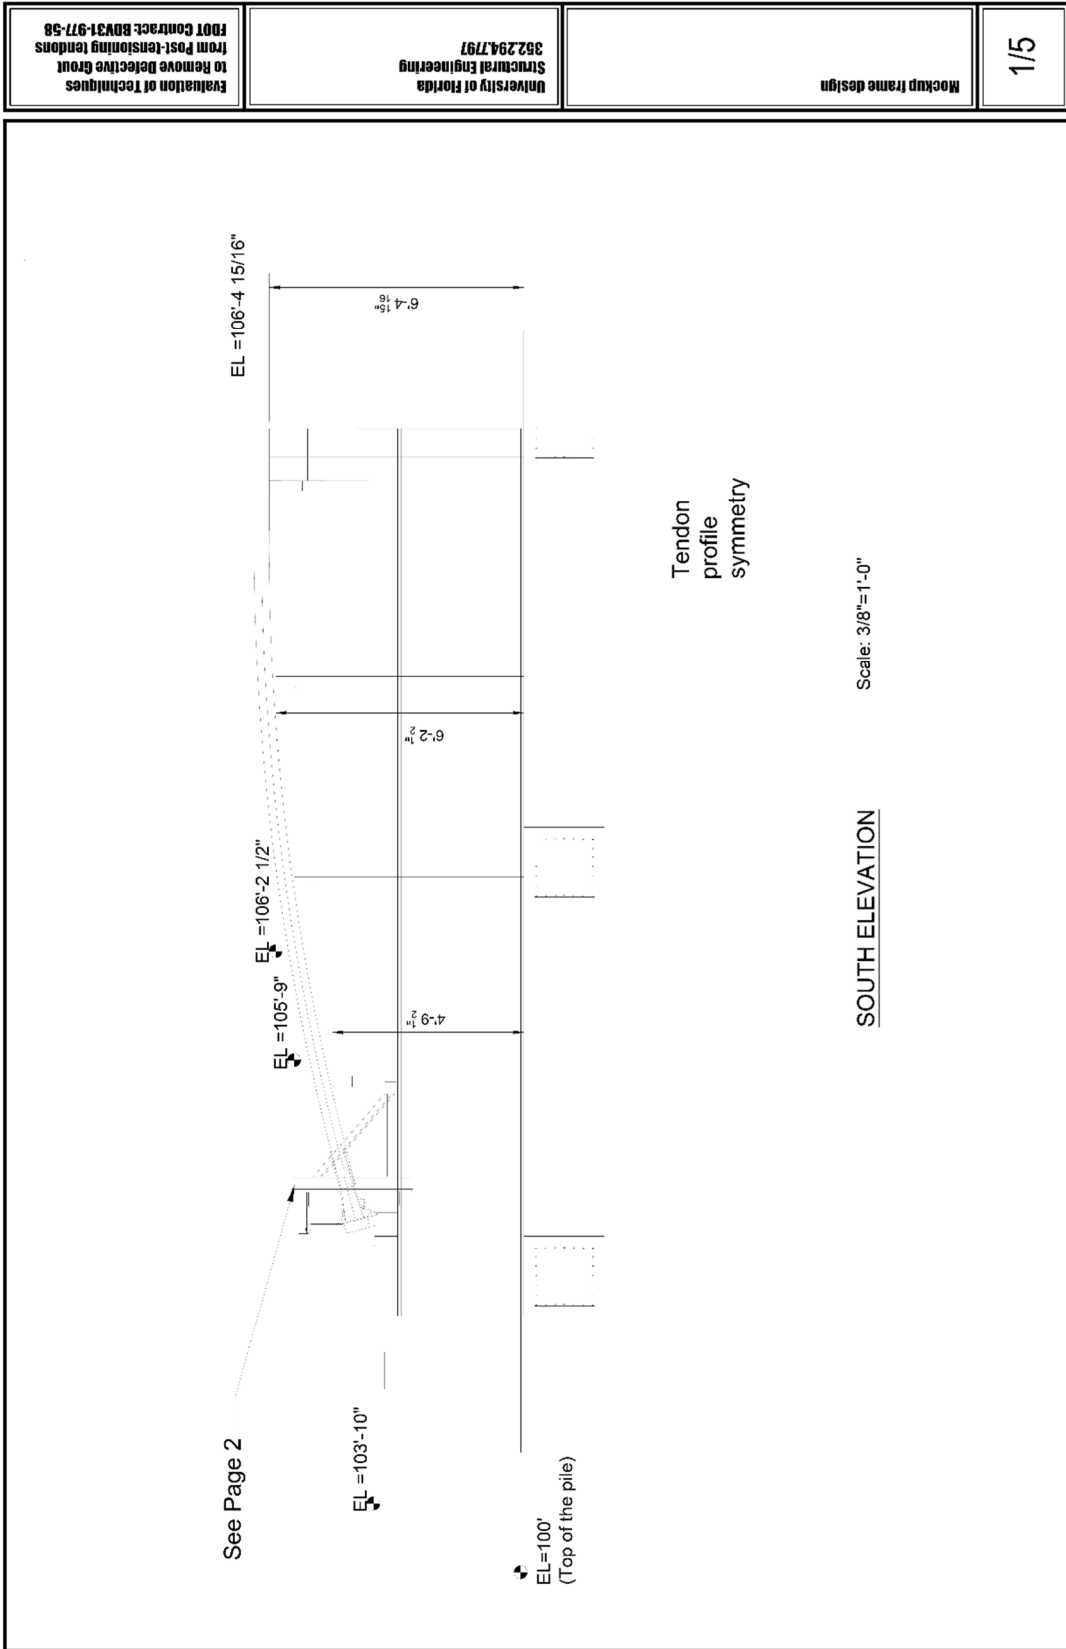 Evaluation of Techniques
to Remove Defective Grout
from Post-tensioning tendons
FDOT Contract: BDV31-977-58
University of Florida
Structural Engineering
352.294.7797
Mockup frame design
1/5
See Page 2
EL =103'-10"
EL=100'
(Top of the pile)
EL =105'-9"
EL =106'-2 1/2"
EL =106'-4 15/16"
4'-9 1/2"
6'-2 1/2"
6'-4 15/16"
Tendon
profile
symmetry
SOUTH ELEVATION
Scale: 3/8"=1'-0"